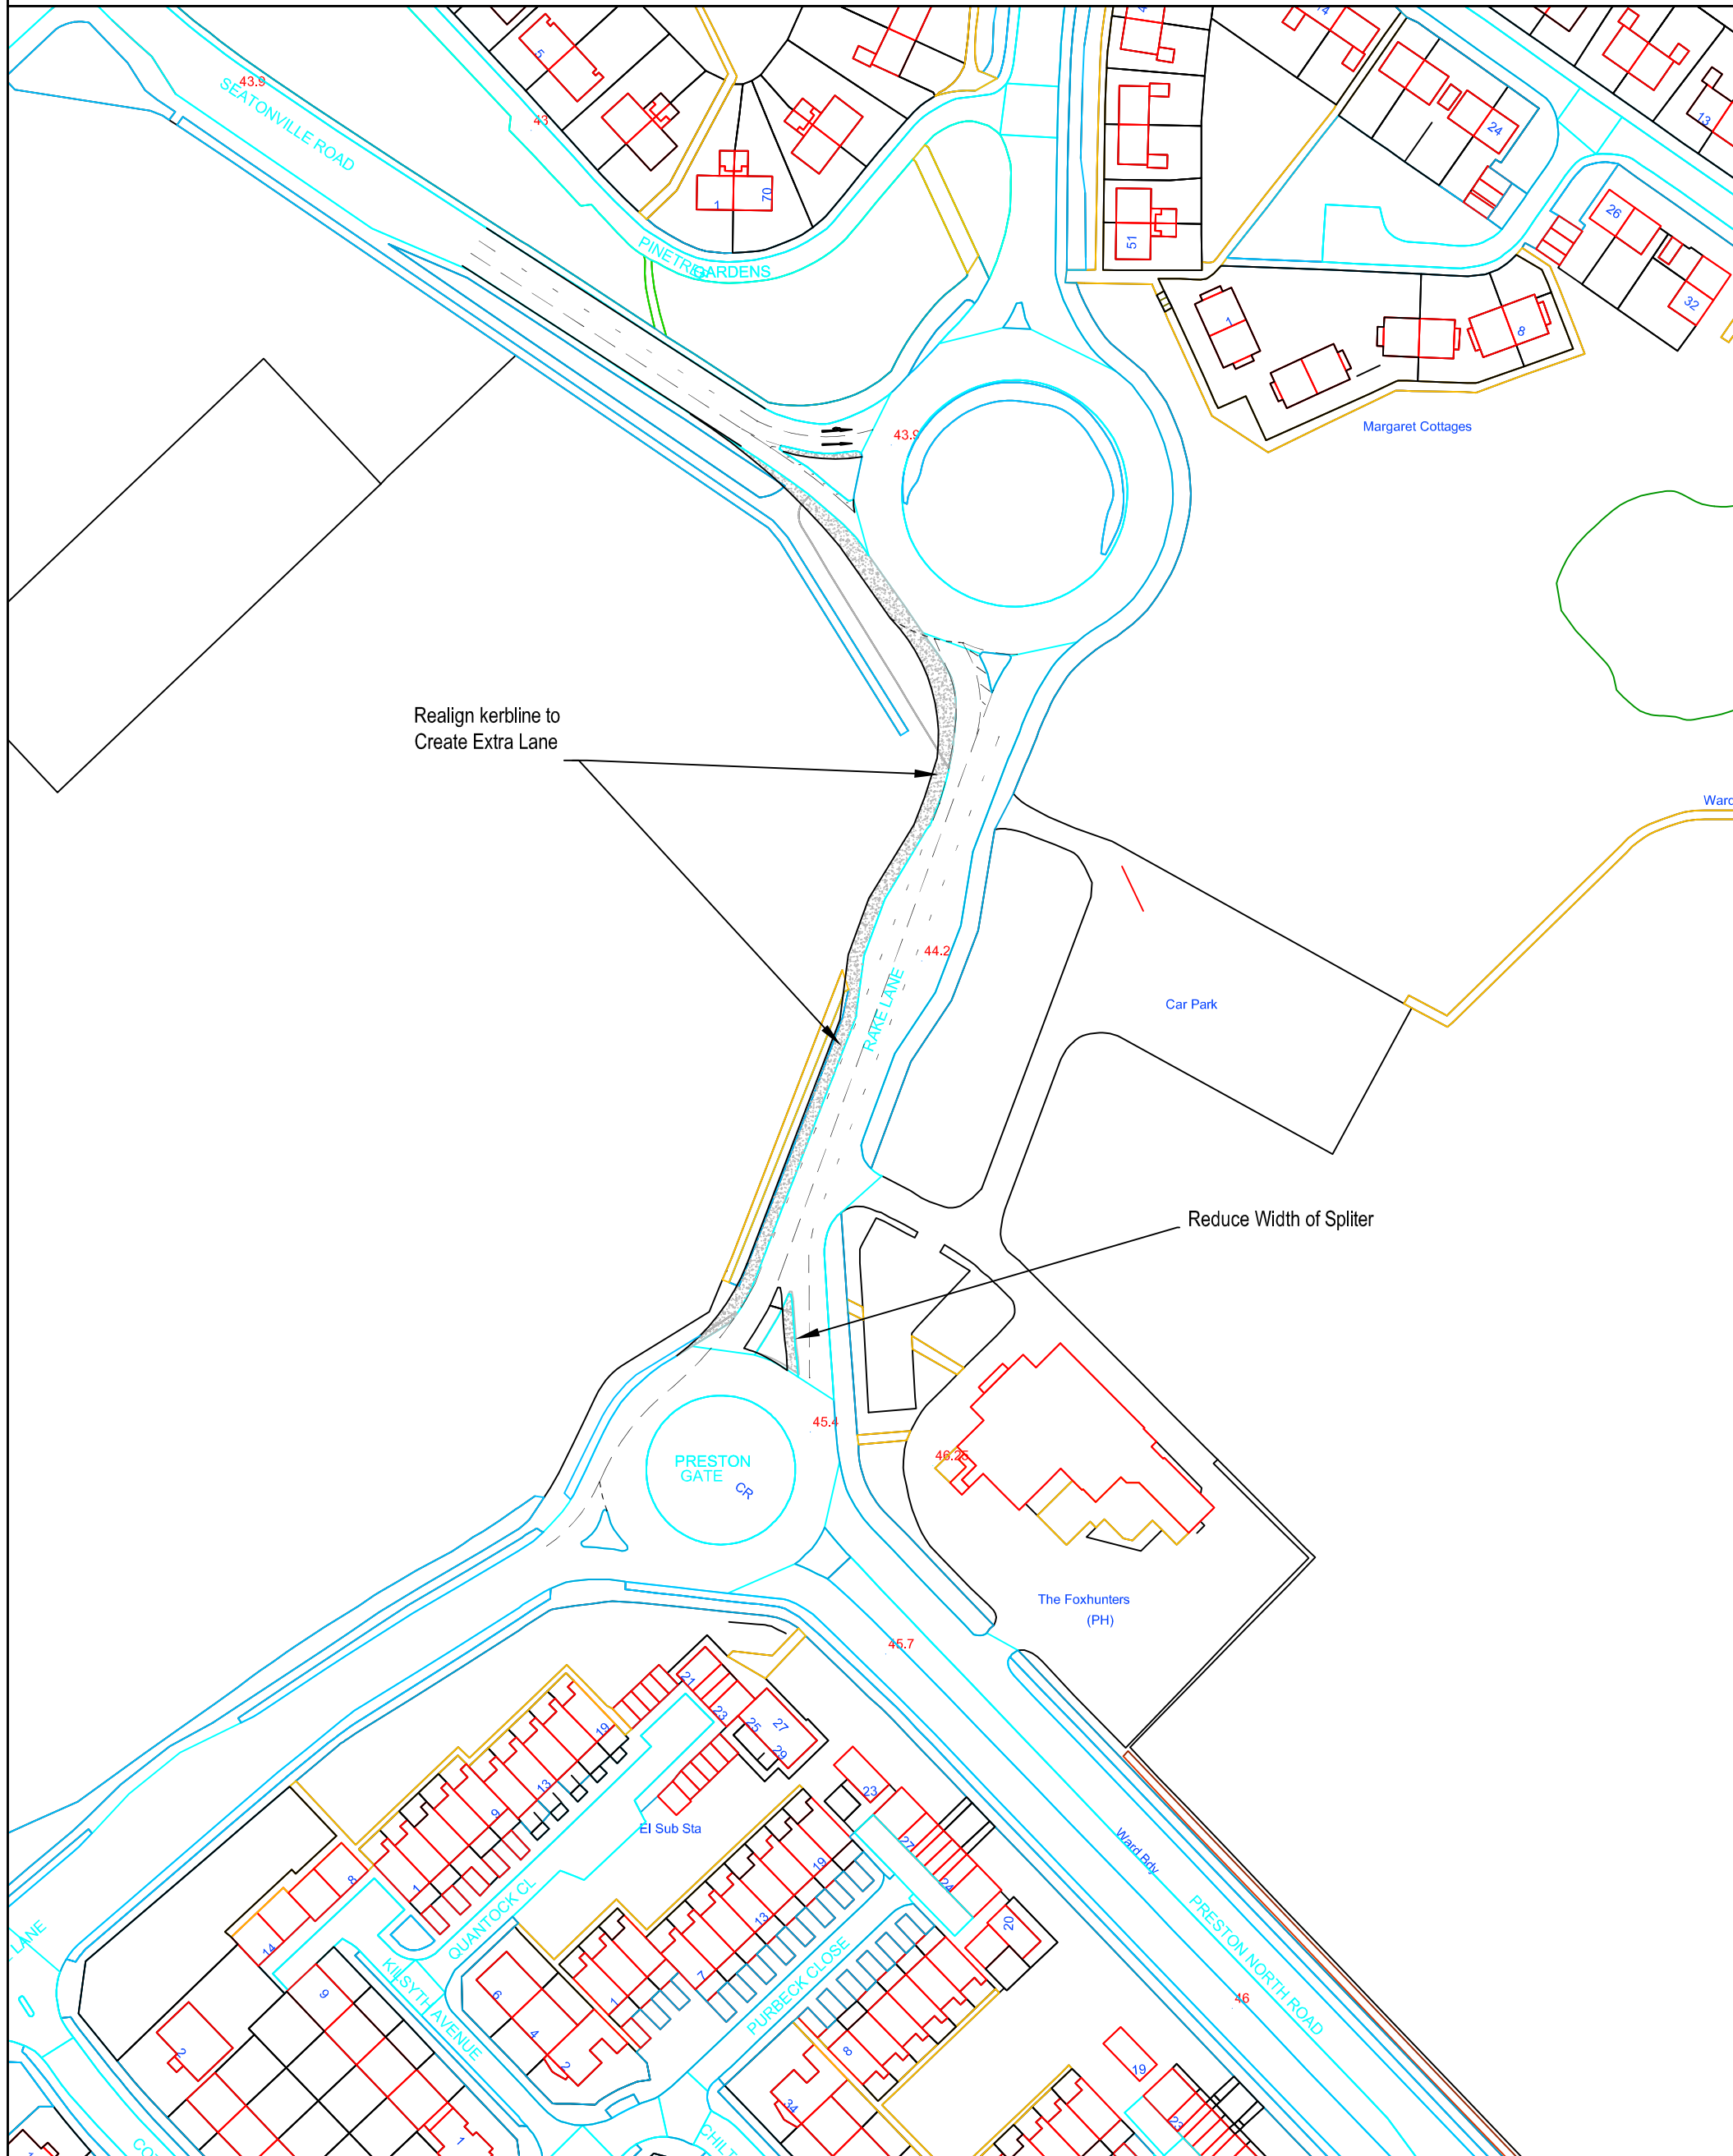 5
14
24
13
43.9
SEATONVILLE ROAD
43
1
70
PINETREE
GARDENS
51
26
32
1
8
43.9
Margaret Cottages
Realign kerbline to
Create Extra Lane
44.2
RAKE LANE
Car Park
Reduce Width of Spliter
45.4
46.25
PRESTON
GATE
CR
The Foxhunters
(PH)
45.7
21
23
25
27
29
19
13
9
1
8
14
El Sub Sta
23
27
24
20
19
13
7
1
QUANTOCK CL
KILSYTH AVENUE
PURBECK CLOSE
Ward Bdy
PRESTON NORTH ROAD
46
LANE
9
2
6
4
2
8
34
19
23
1